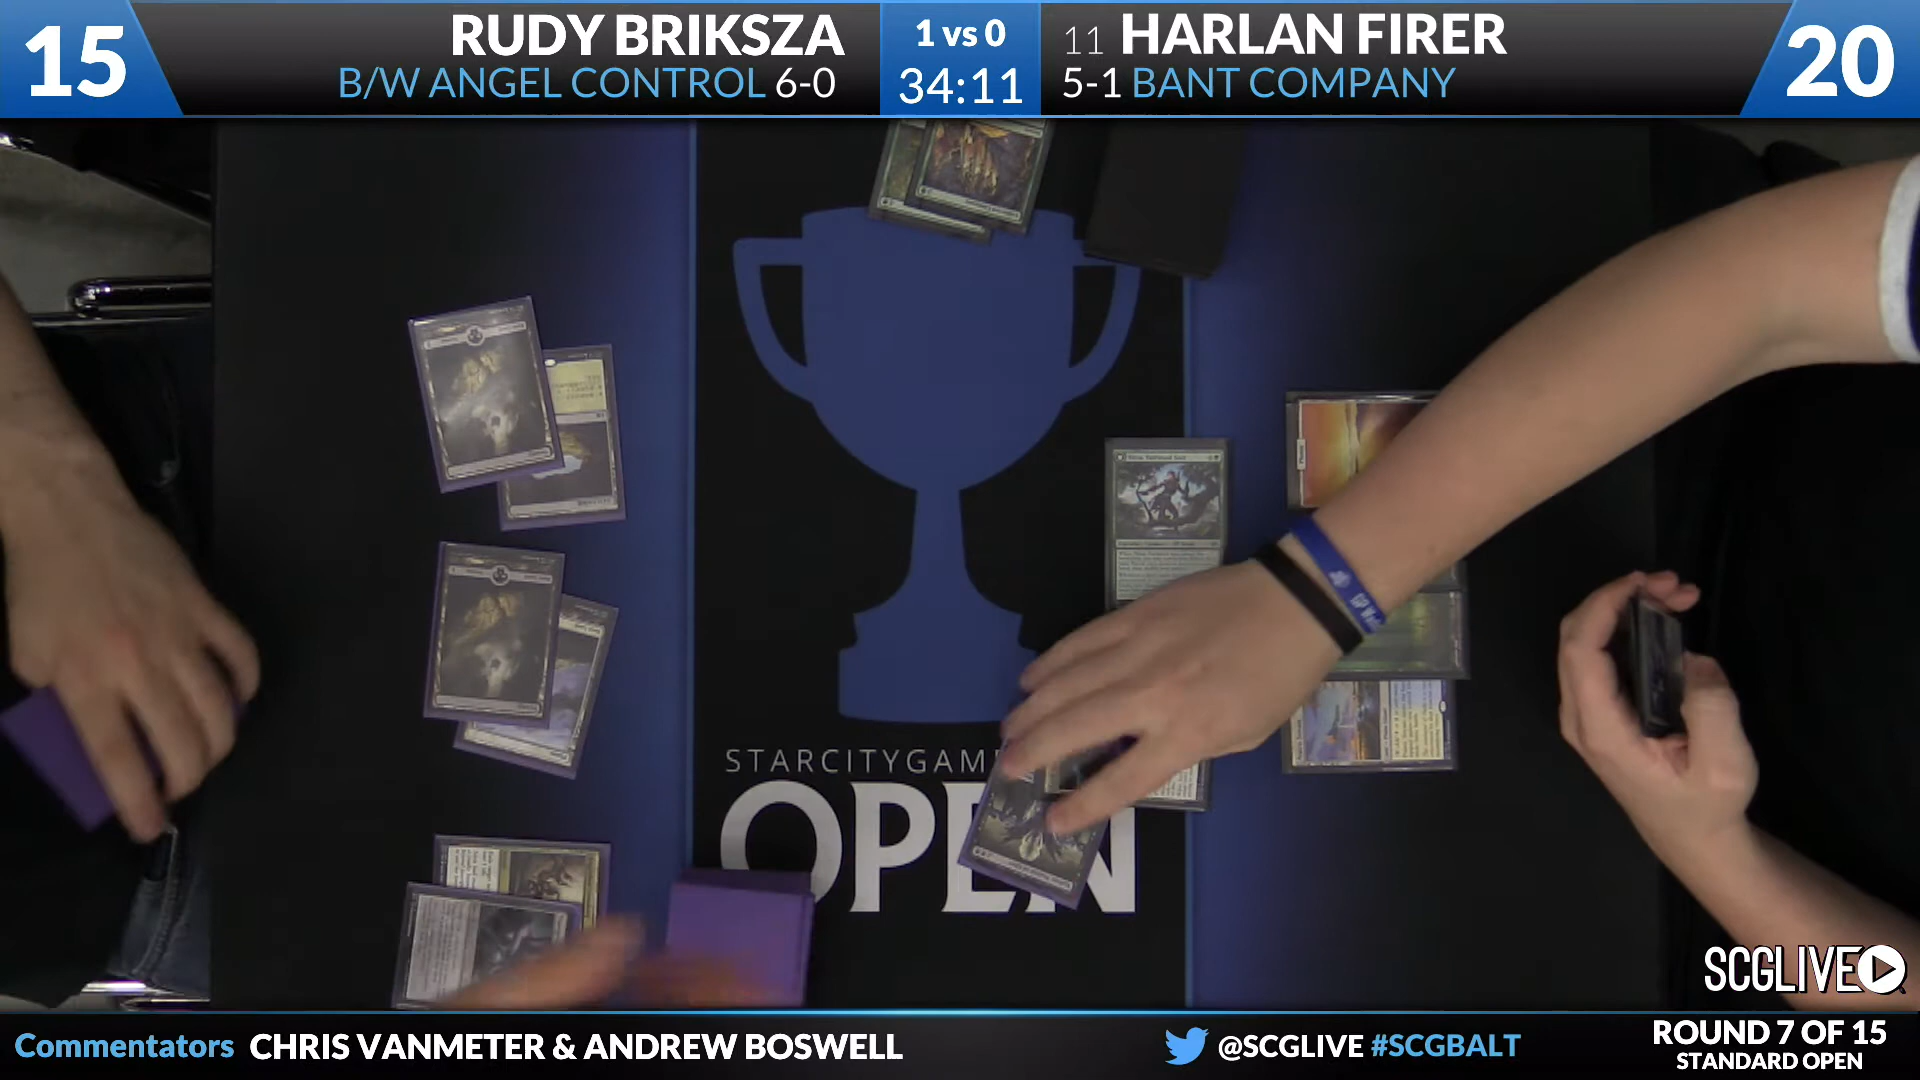 15
RUDY BRIKSZA
B/W ANGEL CONTROL 6-0
1 vs 0
34:11
11 HARLAN FIRER
5-1 BANT COMPANY
20
STARCITYGAM
OPEN
SCGLIVE
Commentators CHRIS VANMETER & ANDREW BOSWELL
@SCGLIVE #SCGBALT
ROUND 7 OF 15
STANDARD OPEN